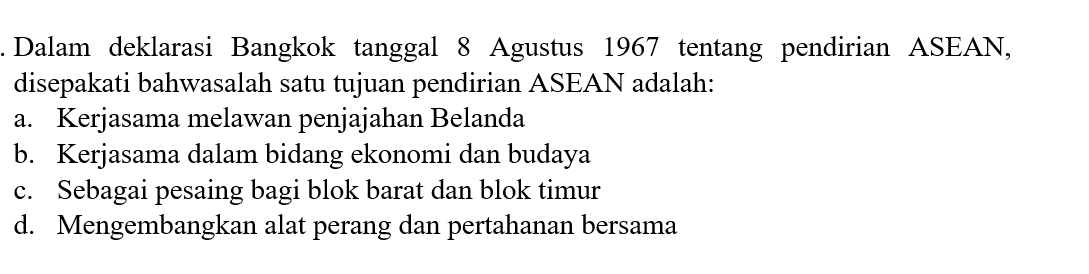 . Dalam deklarasi Bangkok tanggal 8 Agustus 1967 tentang pendirian ASEAN,
disepakati bahwasalah satu tujuan pendirian ASEAN adalah:
a. Kerjasama melawan penjajahan Belanda
b. Kerjasama dalam bidang ekonomi dan budaya
c. Sebagai pesaing bagi blok barat dan blok timur
d. Mengembangkan alat perang dan pertahanan bersama